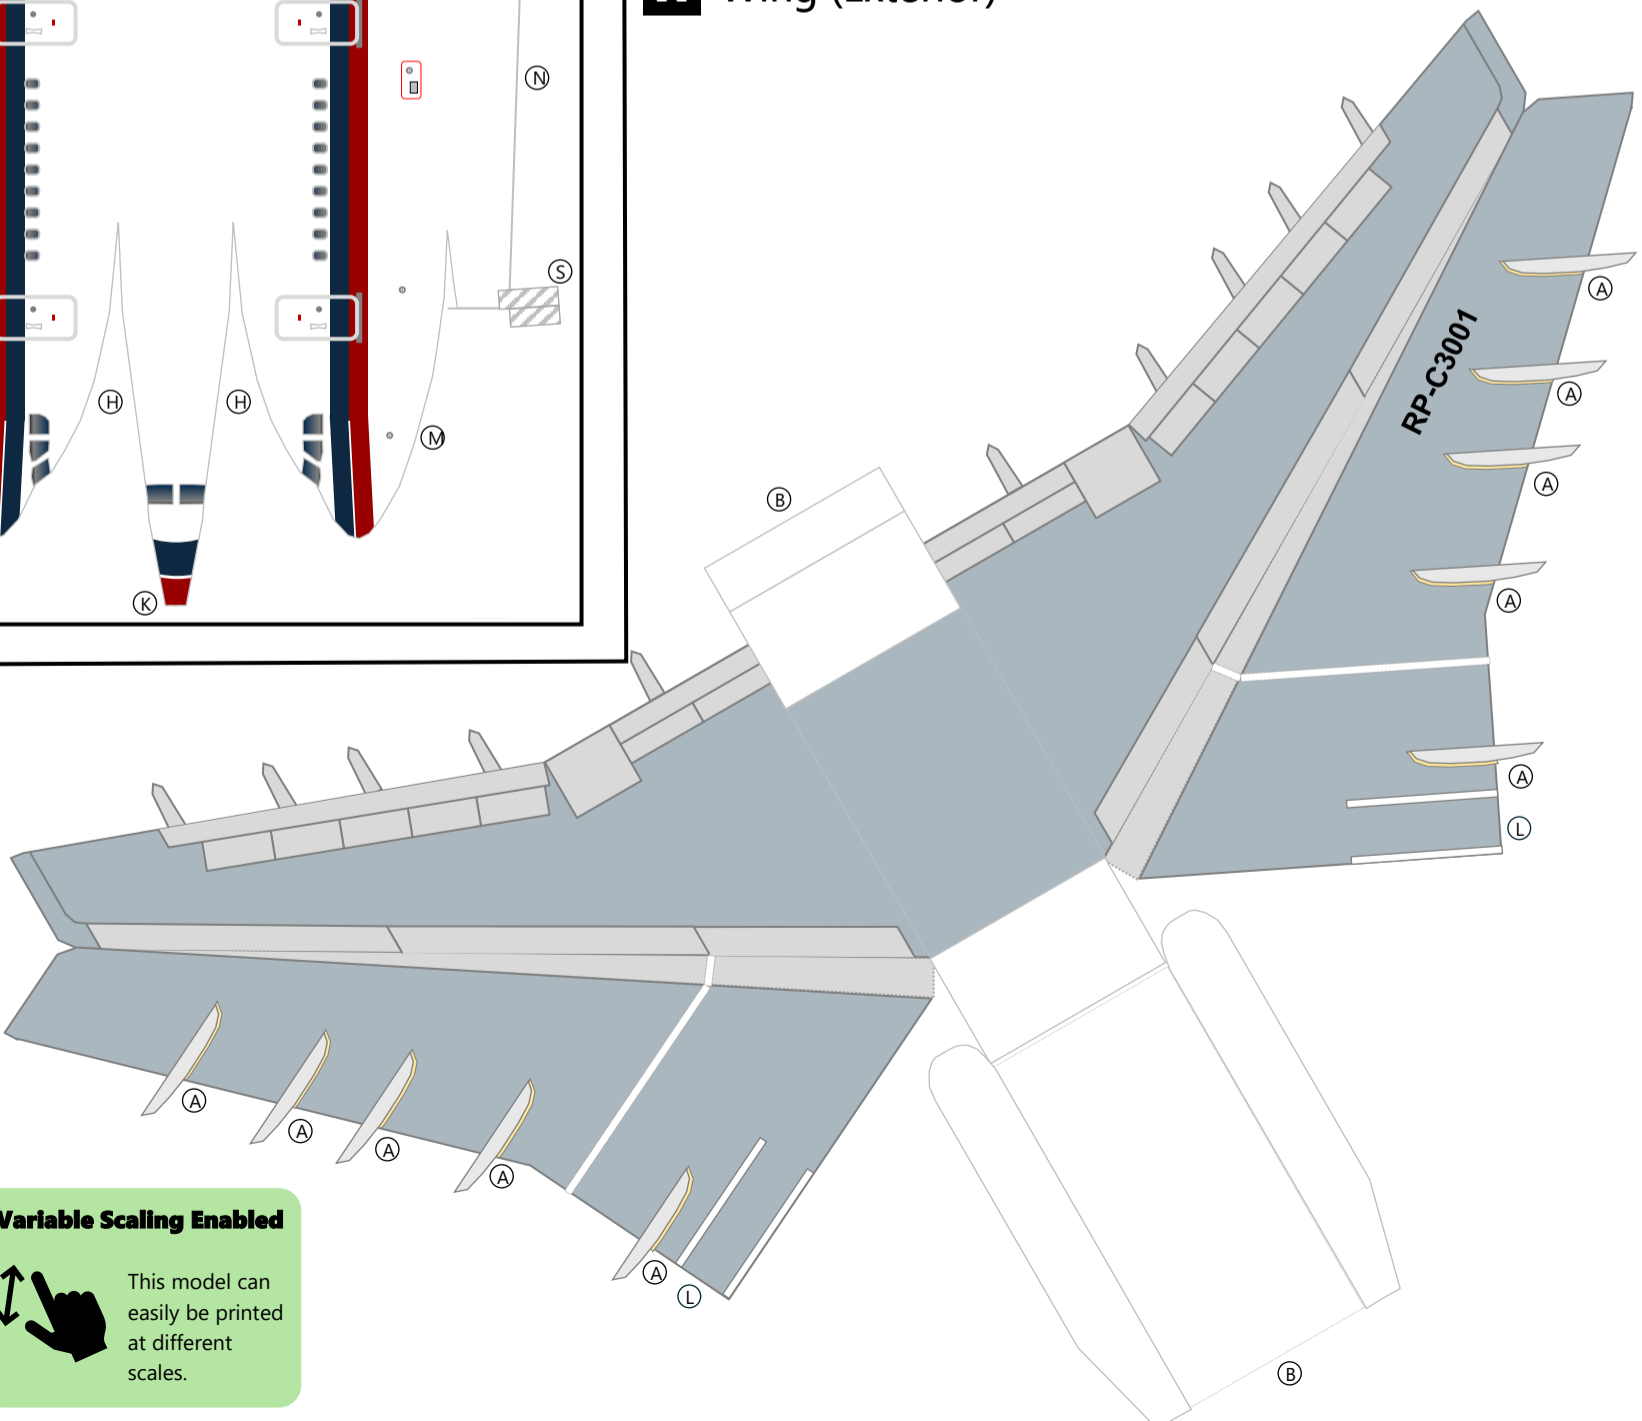 Wing (Exterior)
N
S
H
H
M
K
B
RP-C3001
A
A
A
A
A
L
A
A
A
A
A
L
B
Variable Scaling Enabled
This model can
easily be printed
at different
scales.